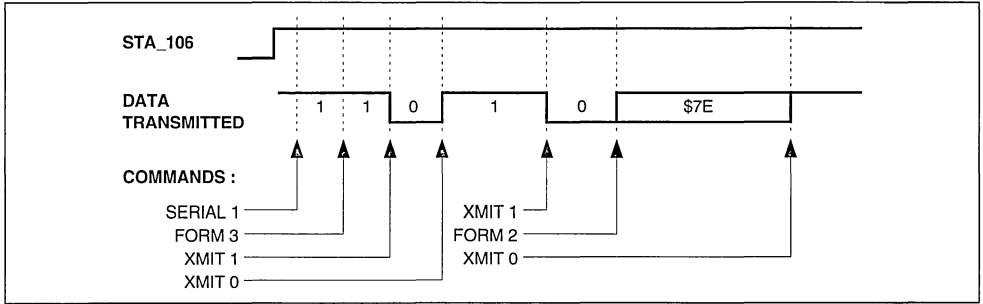 STA_106
DATA
TRANSMITTED
1 1 0 1 0 $7E
COMMANDS :
SERIAL 1
FORM 3
XMIT 1
XMIT 0
XMIT 1
FORM 2
XMIT 0